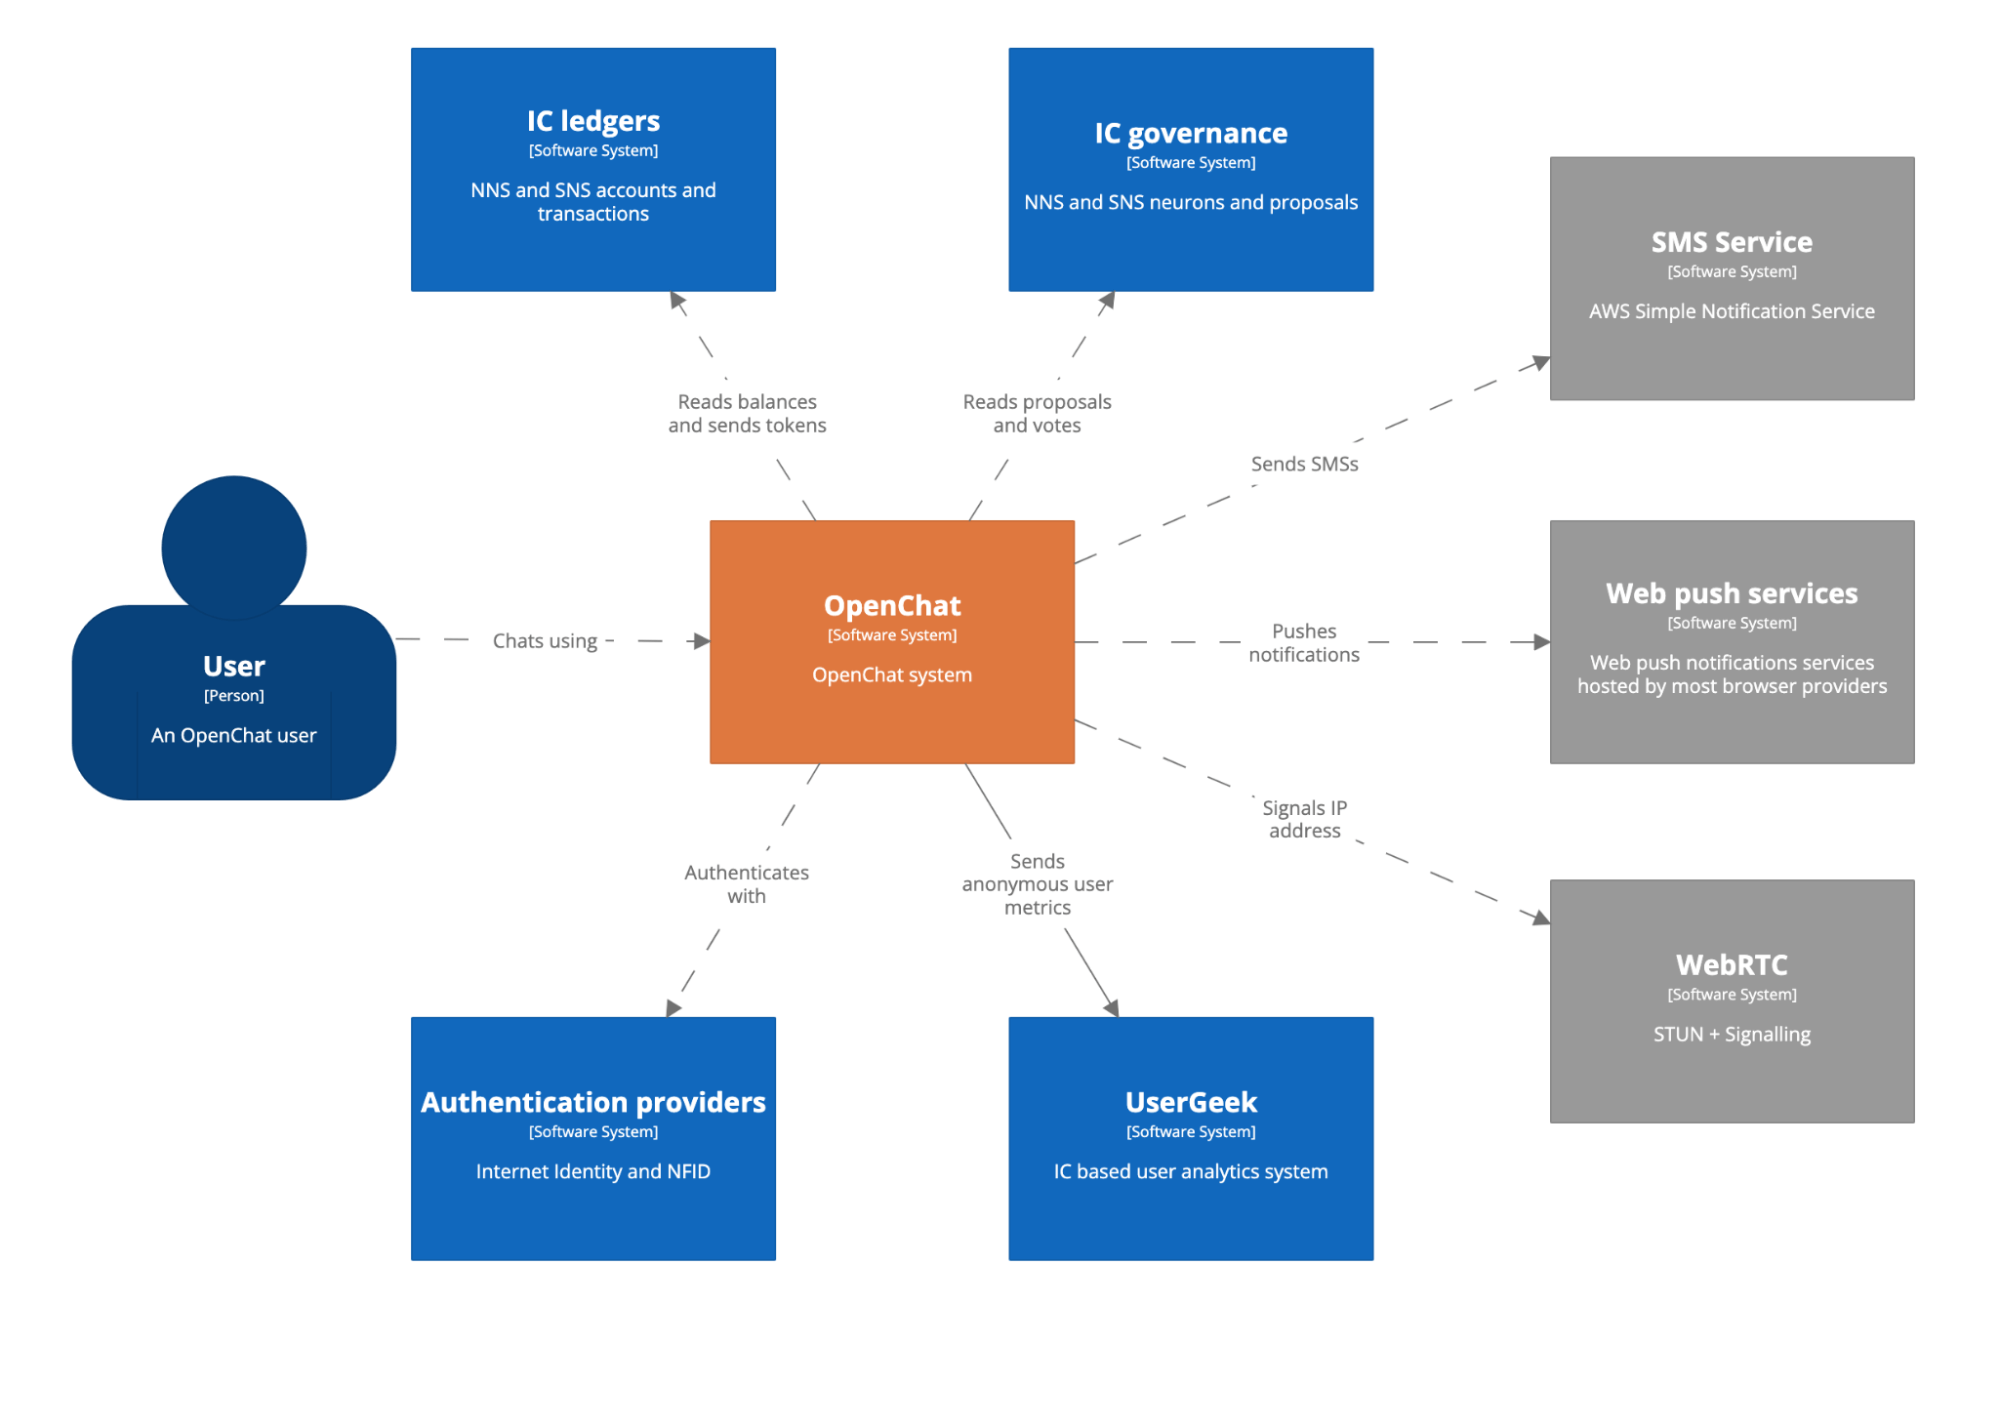 IC ledgers
[Software System]
NNS and SNS accounts and
transactions
IC governance
[Software System]
NNS and SNS neurons and proposals
SMS Service
[Software System]
AWS Simple Notification Service
Reads balances
and sends tokens
Reads proposals
and votes
Sends SMSs
User
[Person]
An OpenChat user
Chats using
OpenChat
[Software System]
OpenChat system
Pushes
notifications
Web push services
[Software System]
Web push notifications services
hosted by most browser providers
Signals IP
address
Authenticates
with
Sends
anonymous user
metrics
WebRTC
[Software System]
STUN + Signalling
Authentication providers
[Software System]
Internet Identity and NFID
UserGeek
[Software System]
IC based user analytics system